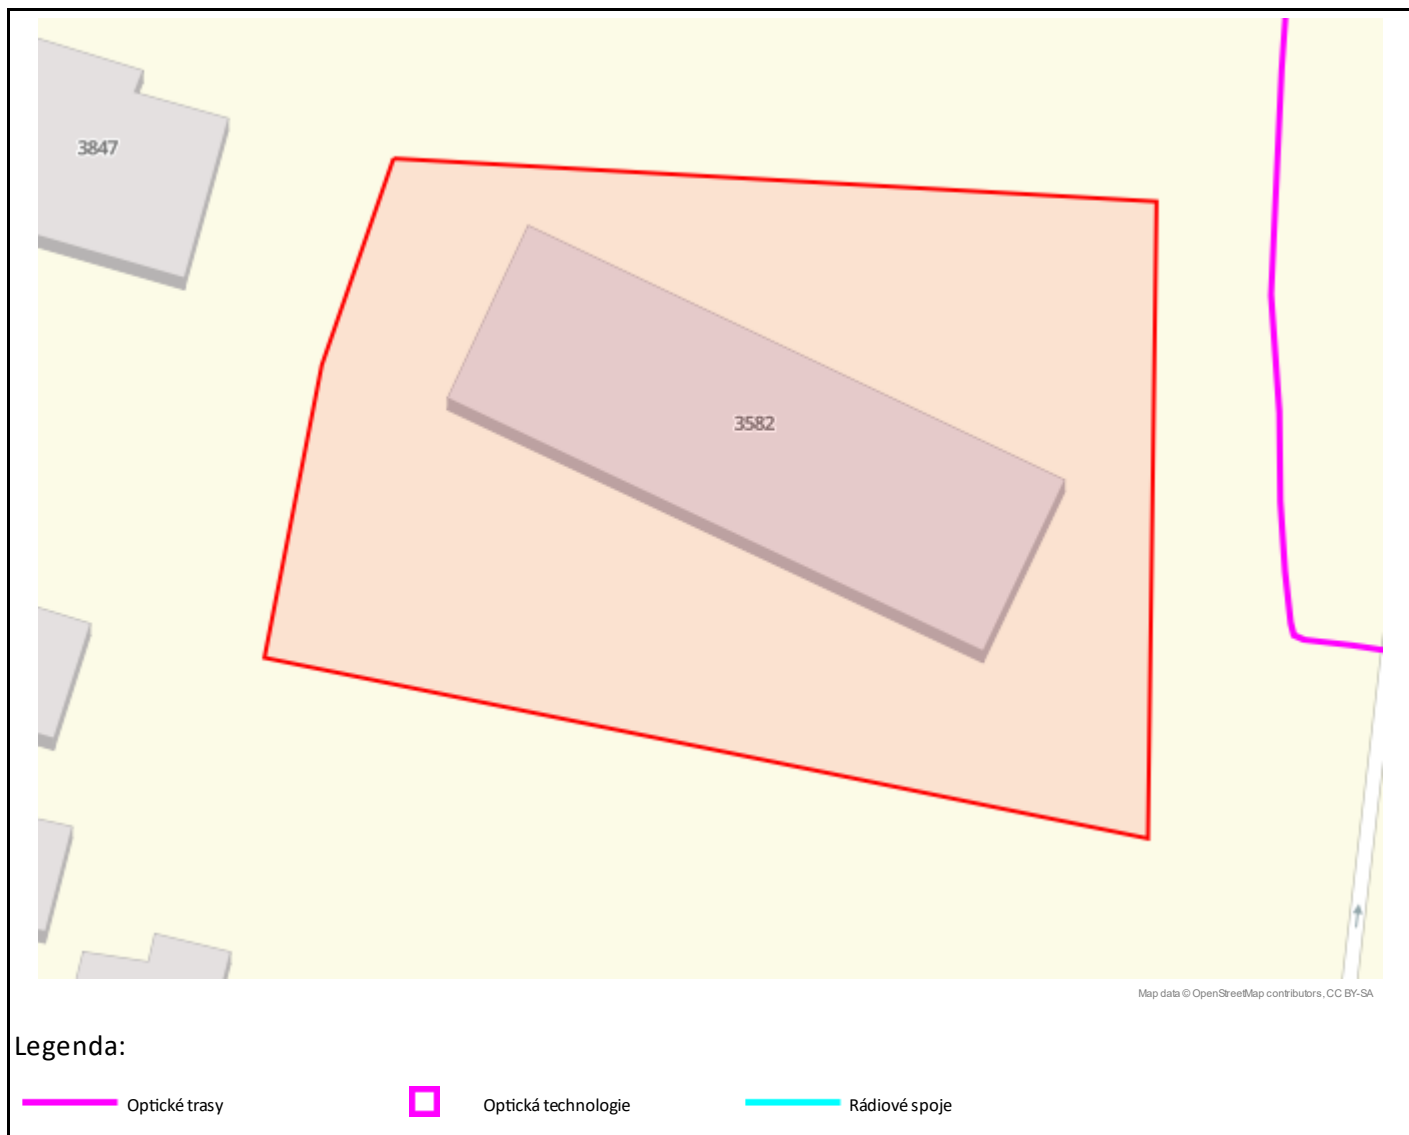 3847
3582
Map data © OpenStreetMap contributors, CC BY-SA
Legenda:
Optické trasy Optická technologie Rádiové spoje